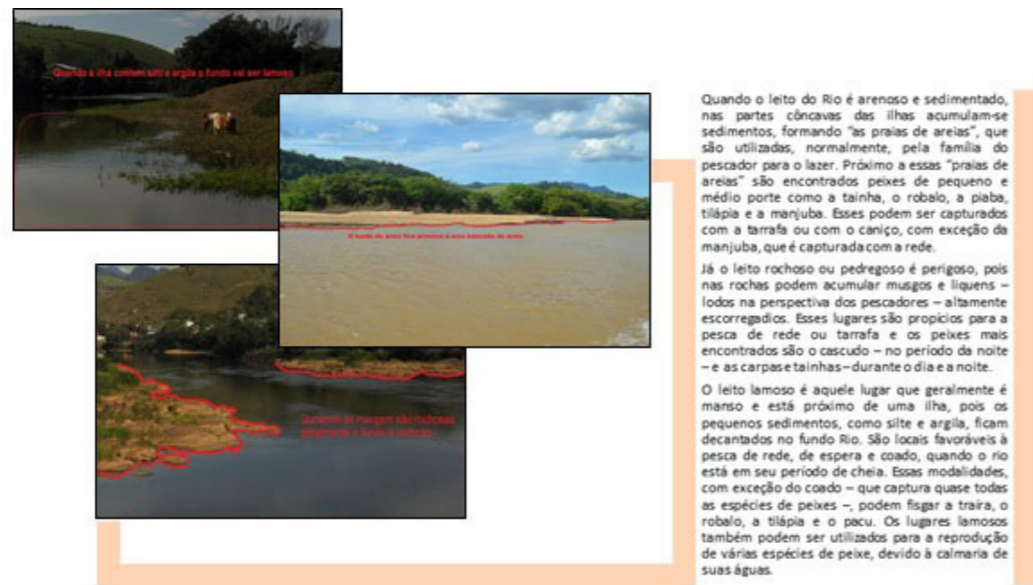 Quando a ilha contem silti e argila o fundo vai ser lamoso
O fundo de areia fica próximo a uma bancada de areia
Quando as margem são rochosas
geralmente o fundo é rochoso
Quando o leito do Rio é arenoso e sedimentado,
nas partes côncavas das ilhas acumulam-se
sedimentos, formando “as praias de areias”, que
são utilizadas, normalmente, pela família do
pescador para o lazer. Próximo a essas “praias de
areias” são encontrados peixes de pequeno e
médio porte como a tainha, o robalo, a piaba,
tilápia e a manjuba. Esses podem ser capturados
com a tarrafa ou com o caniço, com exceção da
manjuba, que é capturada com a rede.
Já o leito rochoso ou pedregoso é perigoso, pois
nas rochas podem acumular musgos e liquens –
lodos na perspectiva dos pescadores – altamente
escorregadios. Esses lugares são propícios para a
pesca de rede ou tarrafa e os peixes mais
encontrados são o cascudo – no período da noite
– e as carpas e tainhas – durante o dia e a noite.
O leito lamoso é aquele lugar que geralmente é
manso e está próximo de uma ilha, pois os
pequenos sedimentos, como silte e argila, ficam
decantados no fundo Rio. São locais favoráveis à
pesca de rede, de espera e coado, quando o rio
está em seu período de cheia. Essas modalidades,
com exceção do coado – que captura quase todas
as espécies de peixes –, podem fisgar a traíra, o
robalo, a tilápia e o pacu. Os lugares lamosos
também podem ser utilizados para a reprodução
de várias espécies de peixe, devido à calmaria de
suas águas.